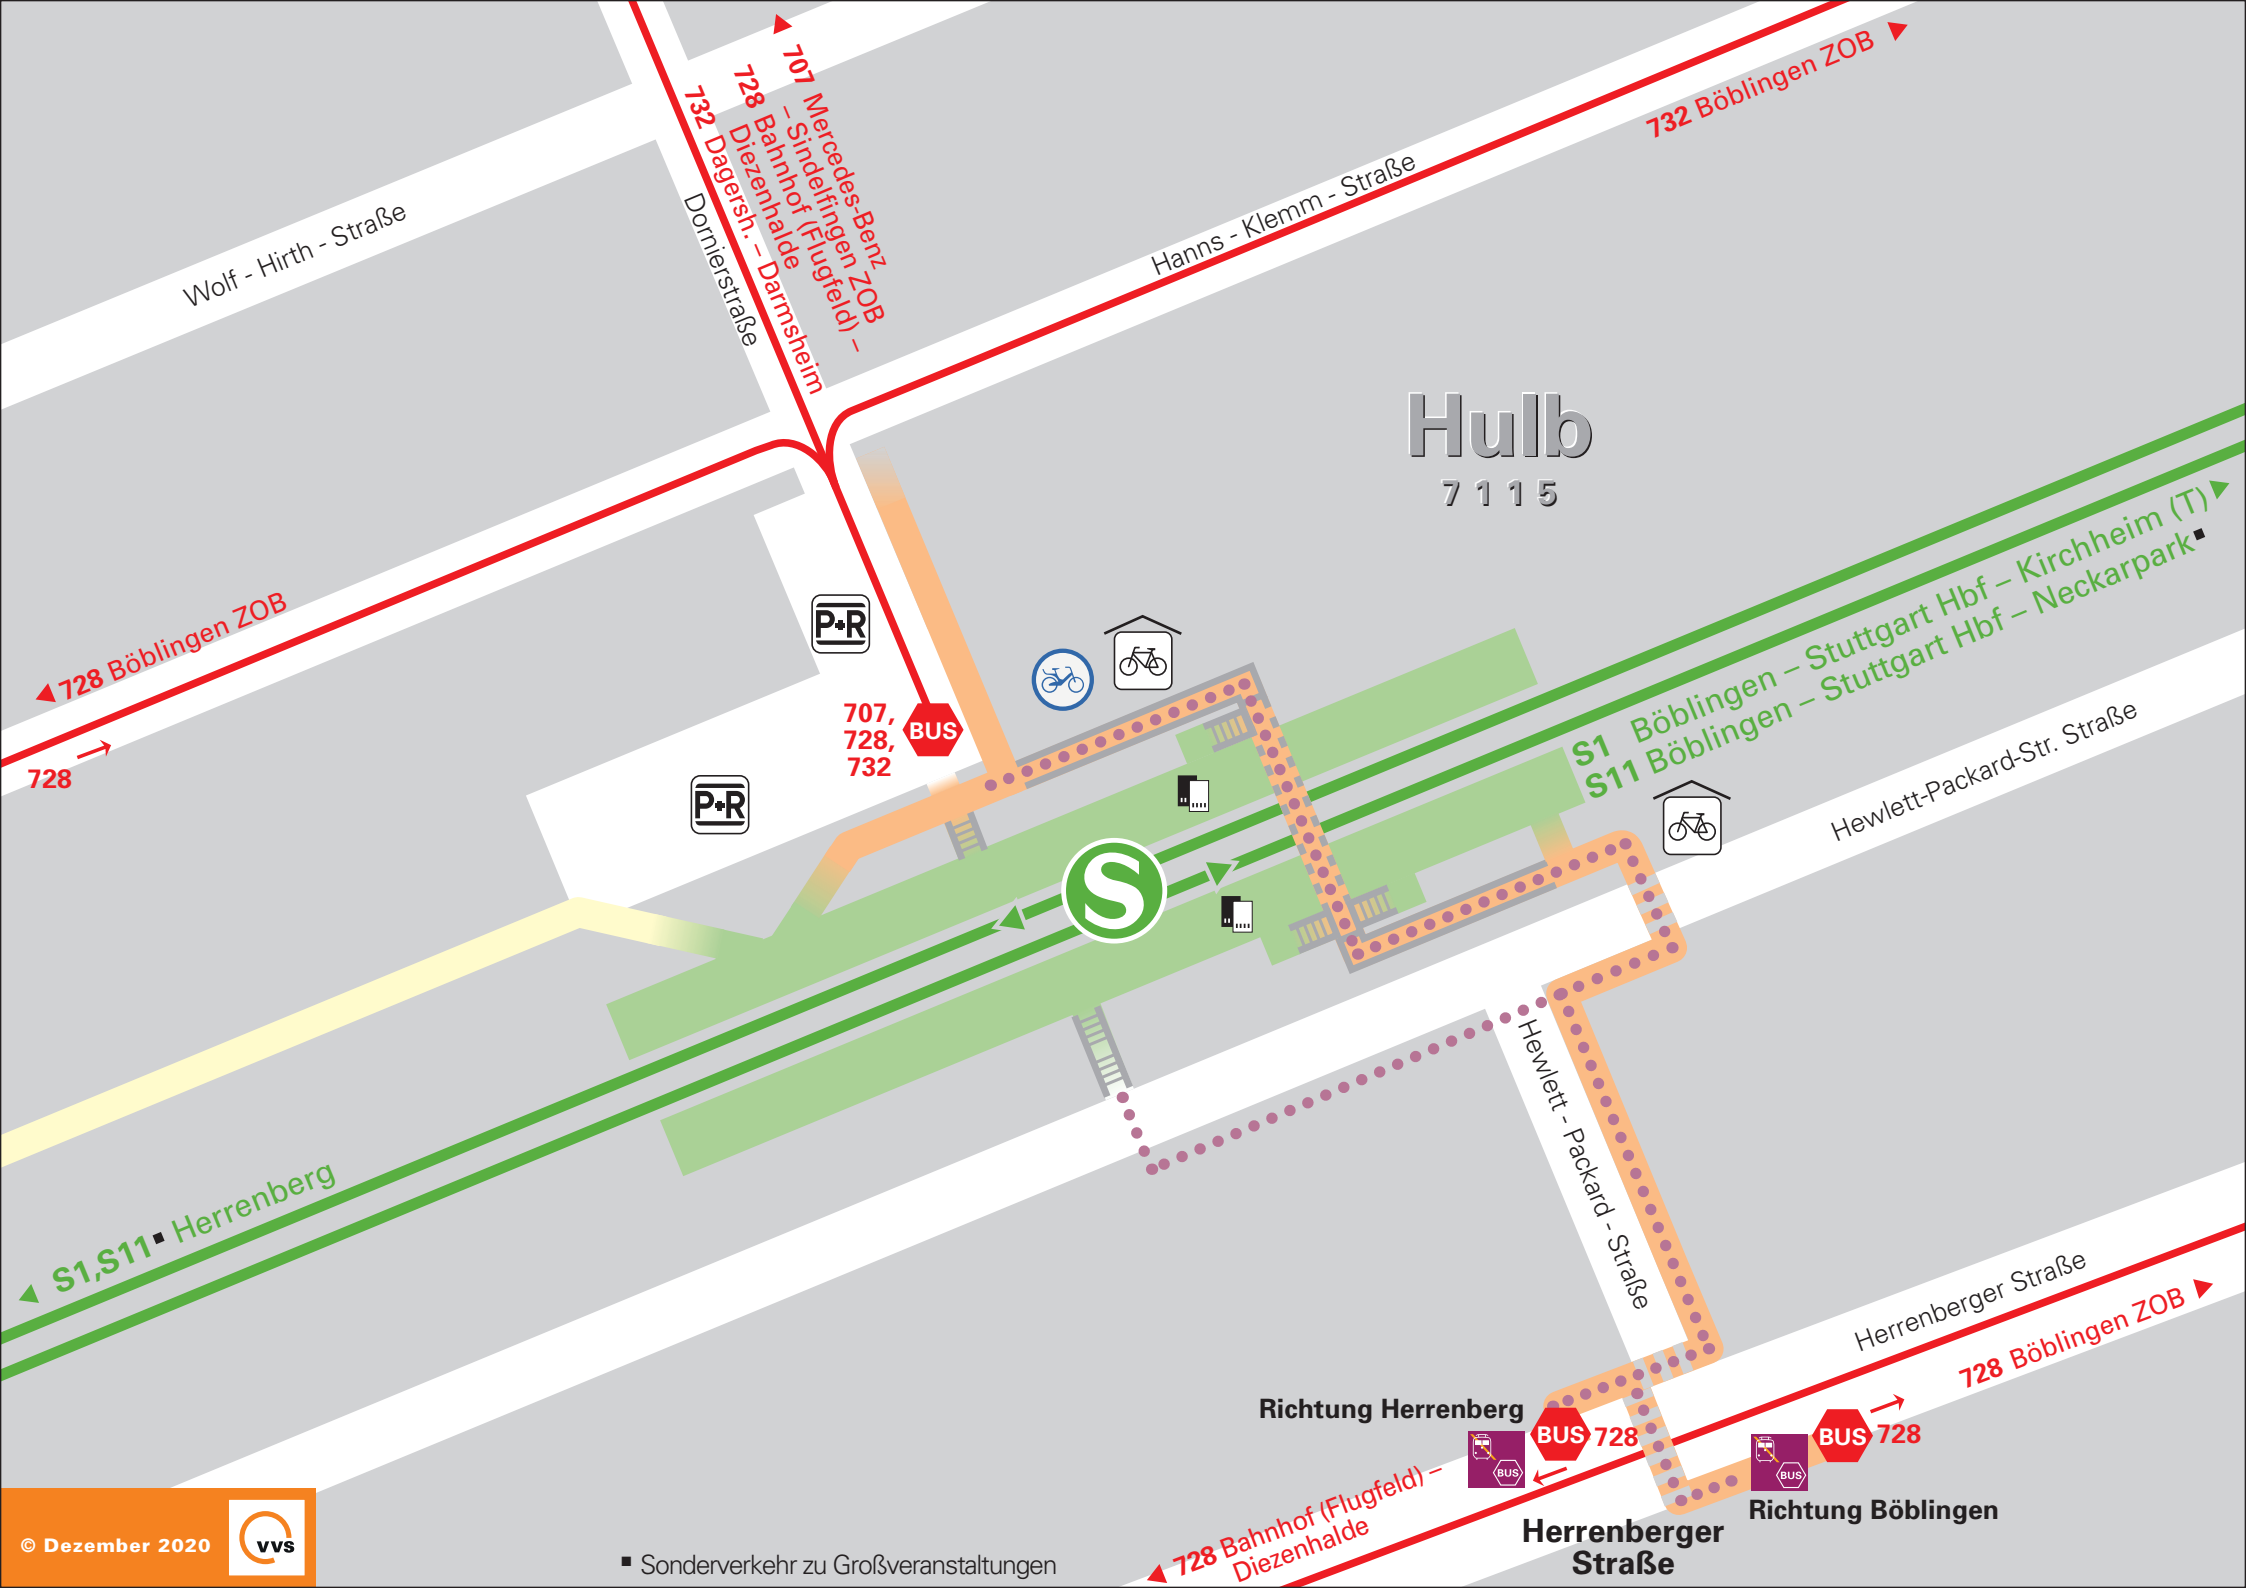 707 Mercedes-Benz
– Sindelfingen ZOB
728 Bahnhof (Flugfeld) –
Diezenhalde
732 Dagersh. – Darmsheim
Dornierstraße
732 Böblingen ZOB
Wolf - Hirth - Straße
Hanns - Klemm - Straße
Hulb
7115
728 Böblingen ZOB
728
P+R
P+R
707,
728,
732
BUS
S
S1 Böblingen – Stuttgart Hbf – Kirchheim (T)
S11 Böblingen – Stuttgart Hbf – Neckarpark▪
Hewlett-Packard-Str. Straße
S1,S11▪ Herrenberg
Hewlett - Packard - Straße
Herrenberger Straße
728 Böblingen ZOB
Richtung Herrenberg
BUS
728
BUS
BUS
BUS
728
Richtung Böblingen
728 Bahnhof (Flugfeld) –
Diezenhalde
Herrenberger
Straße
© Dezember 2020
vvs
▪ Sonderverkehr zu Großveranstaltungen